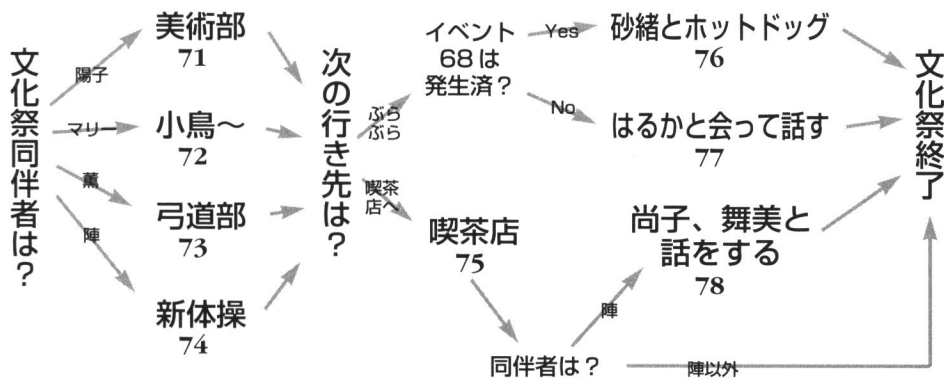 文化祭同伴者は？
陽子
マリー
薫
陣
美術部
71
小鳥～
72
弓道部
73
新体操
74
次の行き先は？
ぶら
ぶら
喫茶
店へ
イベント
68は
発生済？
Yes
No
砂緒とホットドッグ
76
はるかと会って話す
77
喫茶店
75
尚子、舞美と
話をする
78
陣
同伴者は？
陣以外
文化祭終了